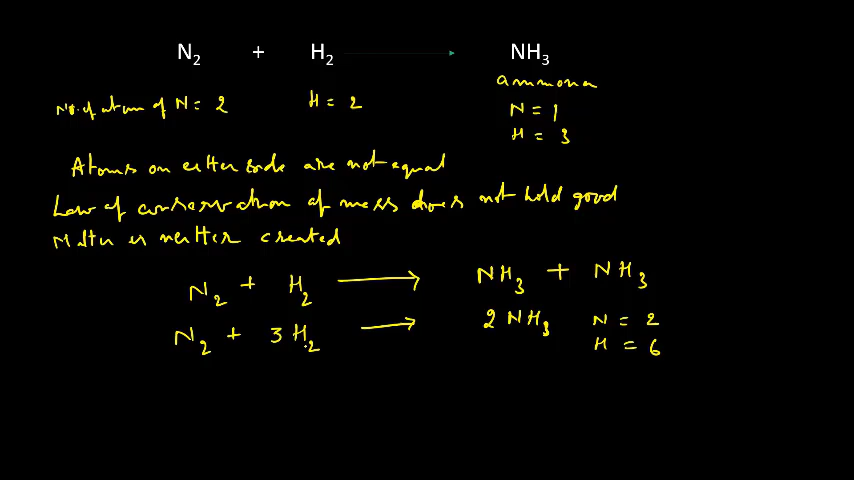 N₂ + H₂ → NH₃
ammona
No. of atom of N = 2 H = 2 N = 1
H = 3
Atoms on either side are not equal
Law of conservation of mass does not hold good
Matter is neither created
N₂ + H₂ → NH₃ + NH₃
N₂ + 3H₂ → 2NH₃ N = 2
H = 6